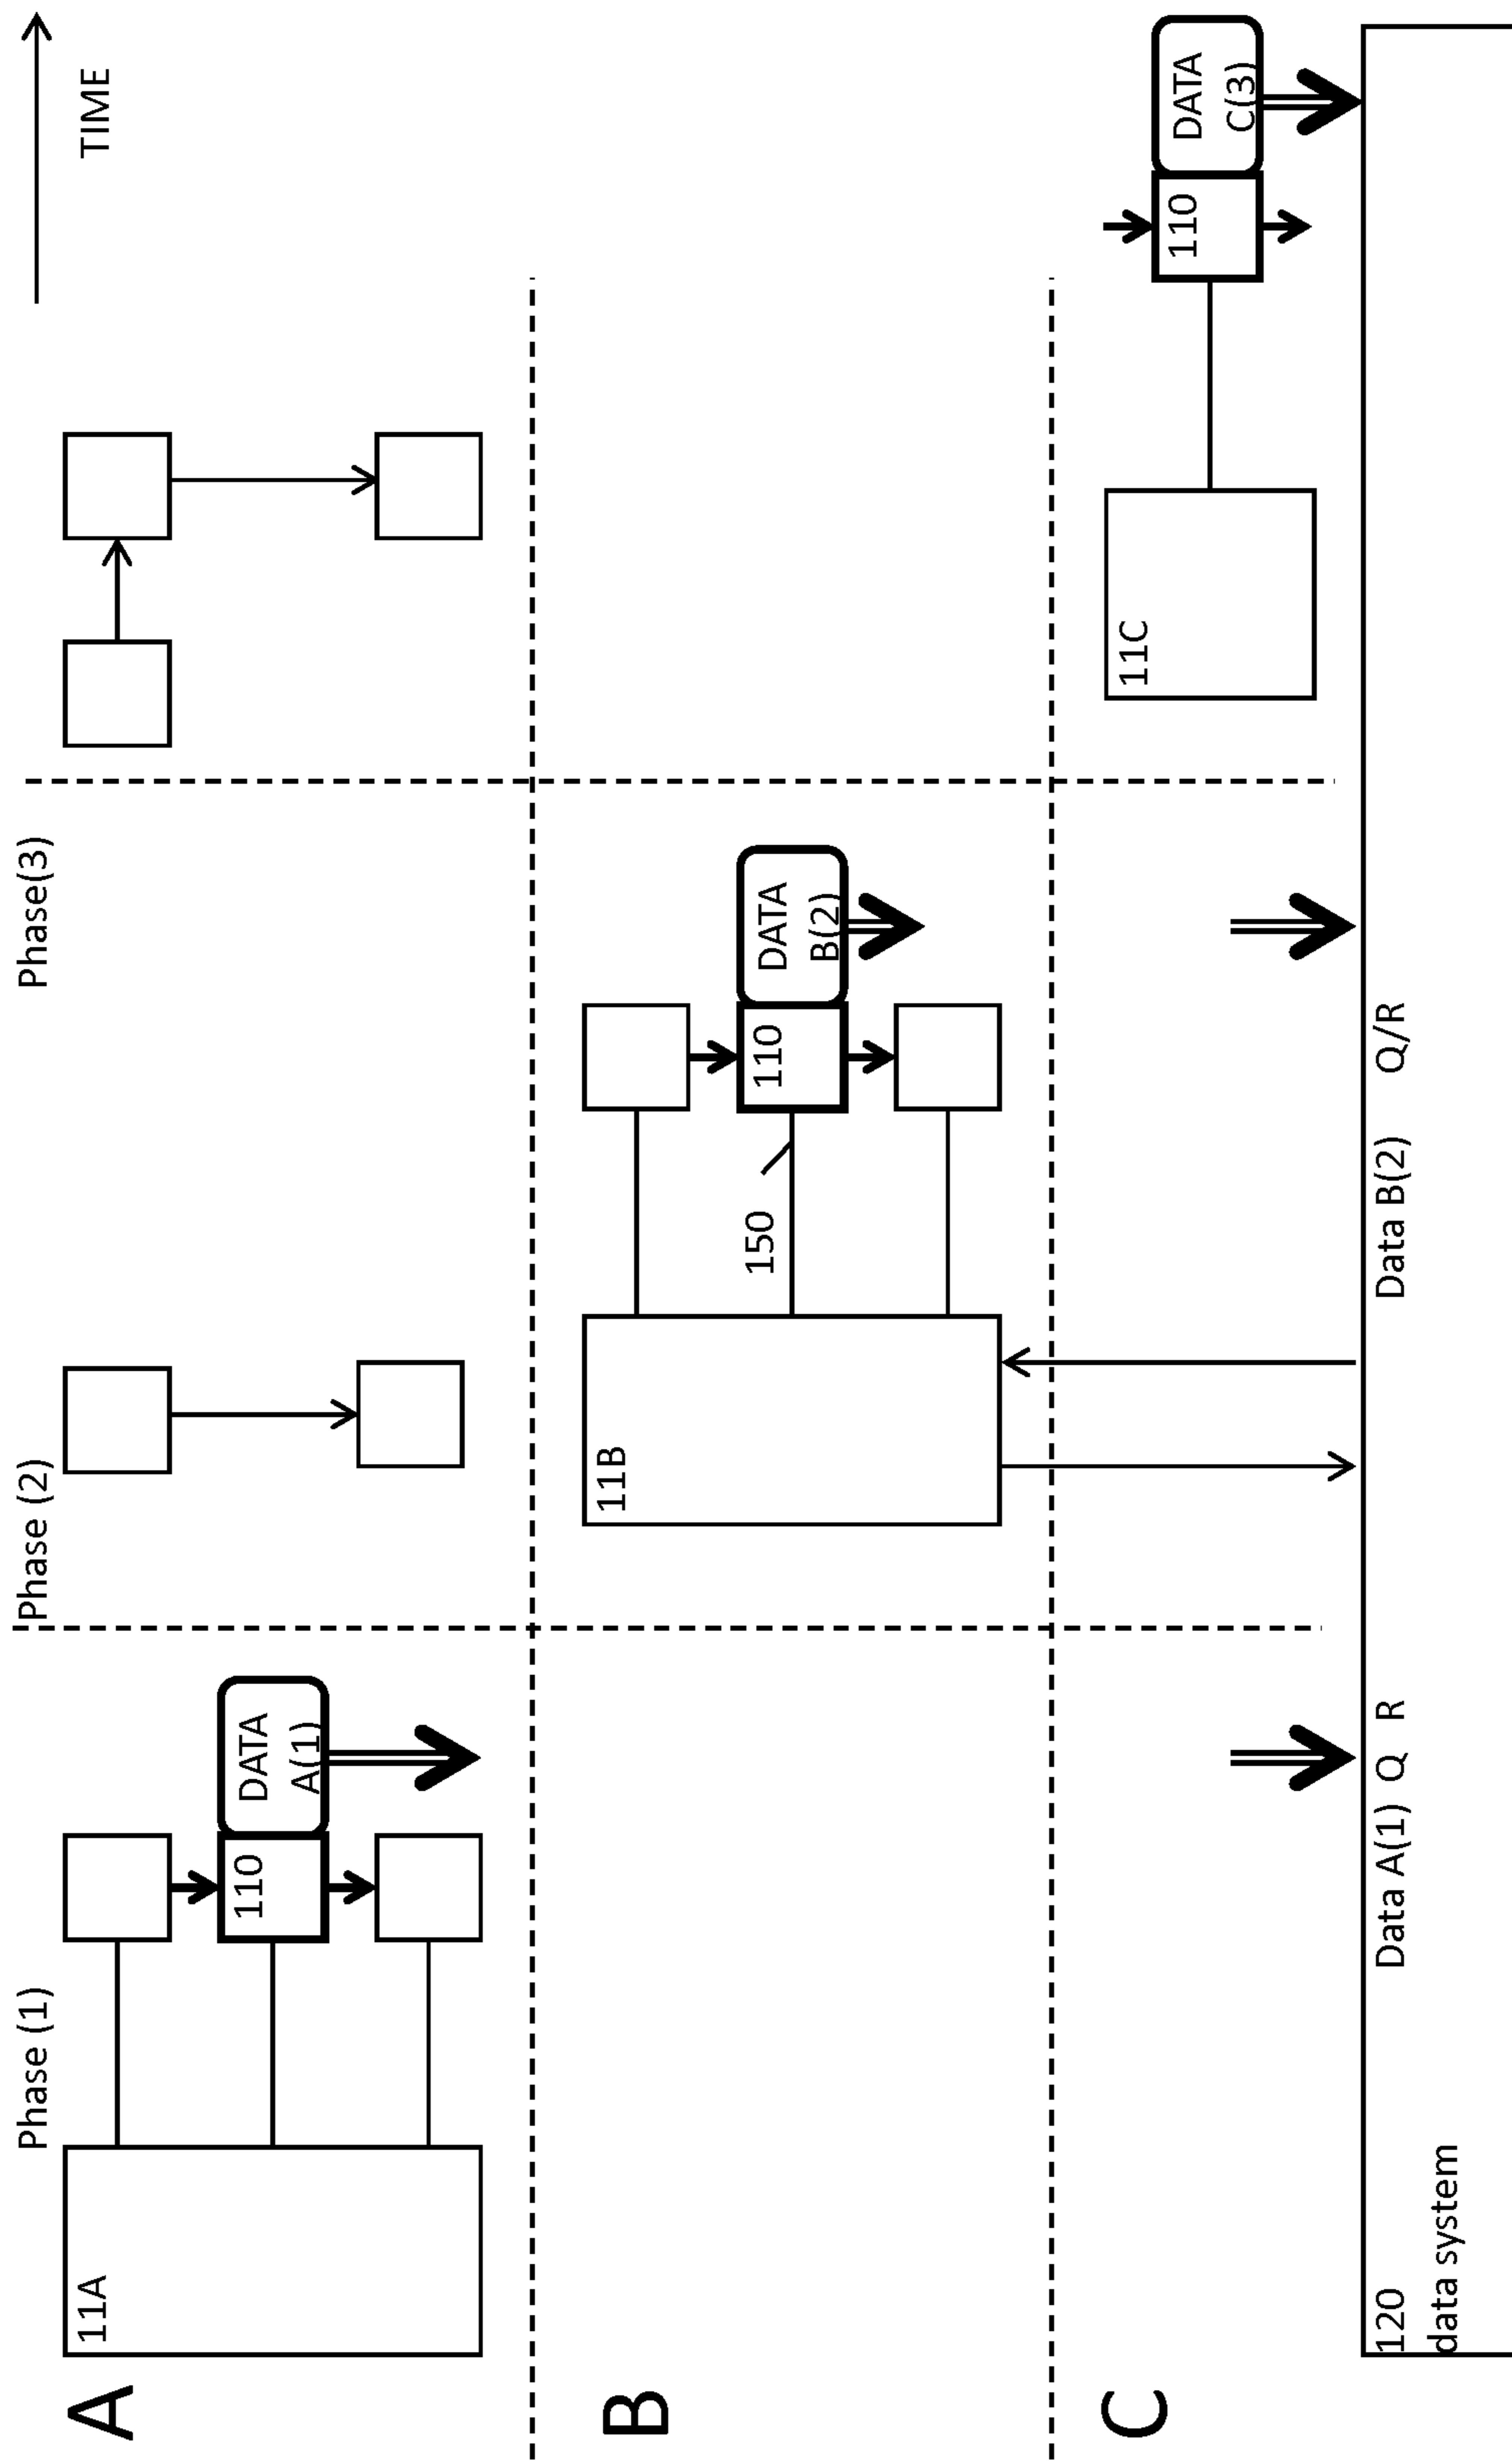 TIME
Phase (1)
Phase (2)
Phase(3)
A
11A
110
DATA
A(1)
B
11B
150
110
DATA
B(2)
C
11C
110
DATA
C(3)
120
data system
Data A(1) Q R
Data B(2) Q/R